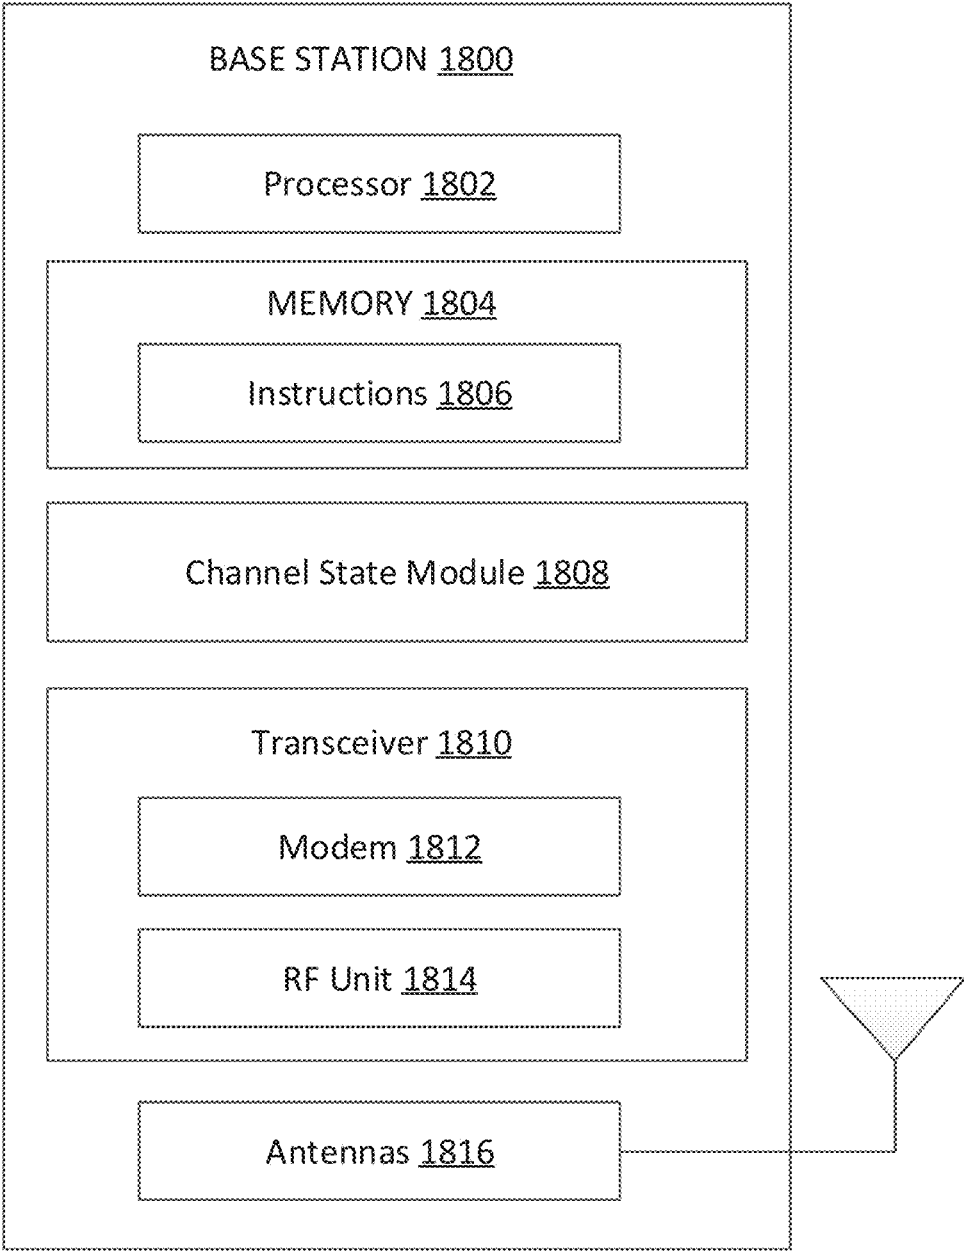 BASE STATION 1800
Processor 1802
MEMORY 1804
Instructions 1806
Channel State Module 1808
Transceiver 1810
Modem 1812
RF Unit 1814
Antennas 1816